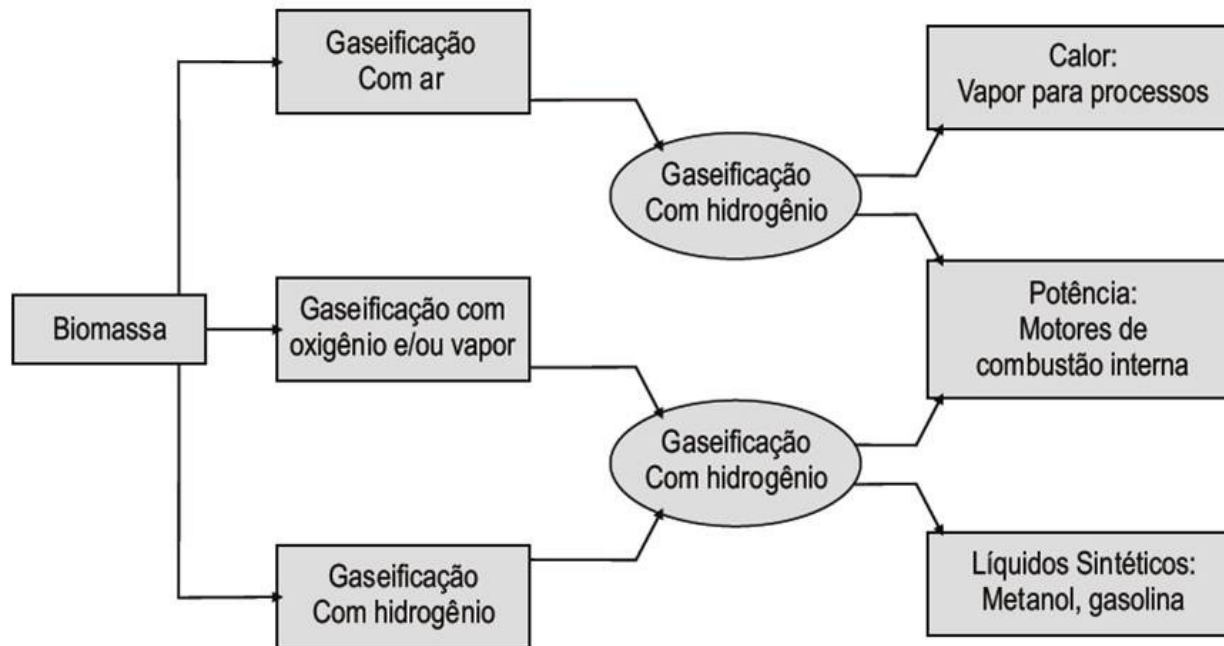 Gaseificação
Com ar
Calor:
Vapor para processos
Gaseificação
Com hidrogênio
Biomassa
Gaseificação com
oxigênio e/ou vapor
Potência:
Motores de
combustão interna
Gaseificação
Com hidrogênio
Gaseificação
Com hidrogênio
Líquidos Sintéticos:
Metanol, gasolina